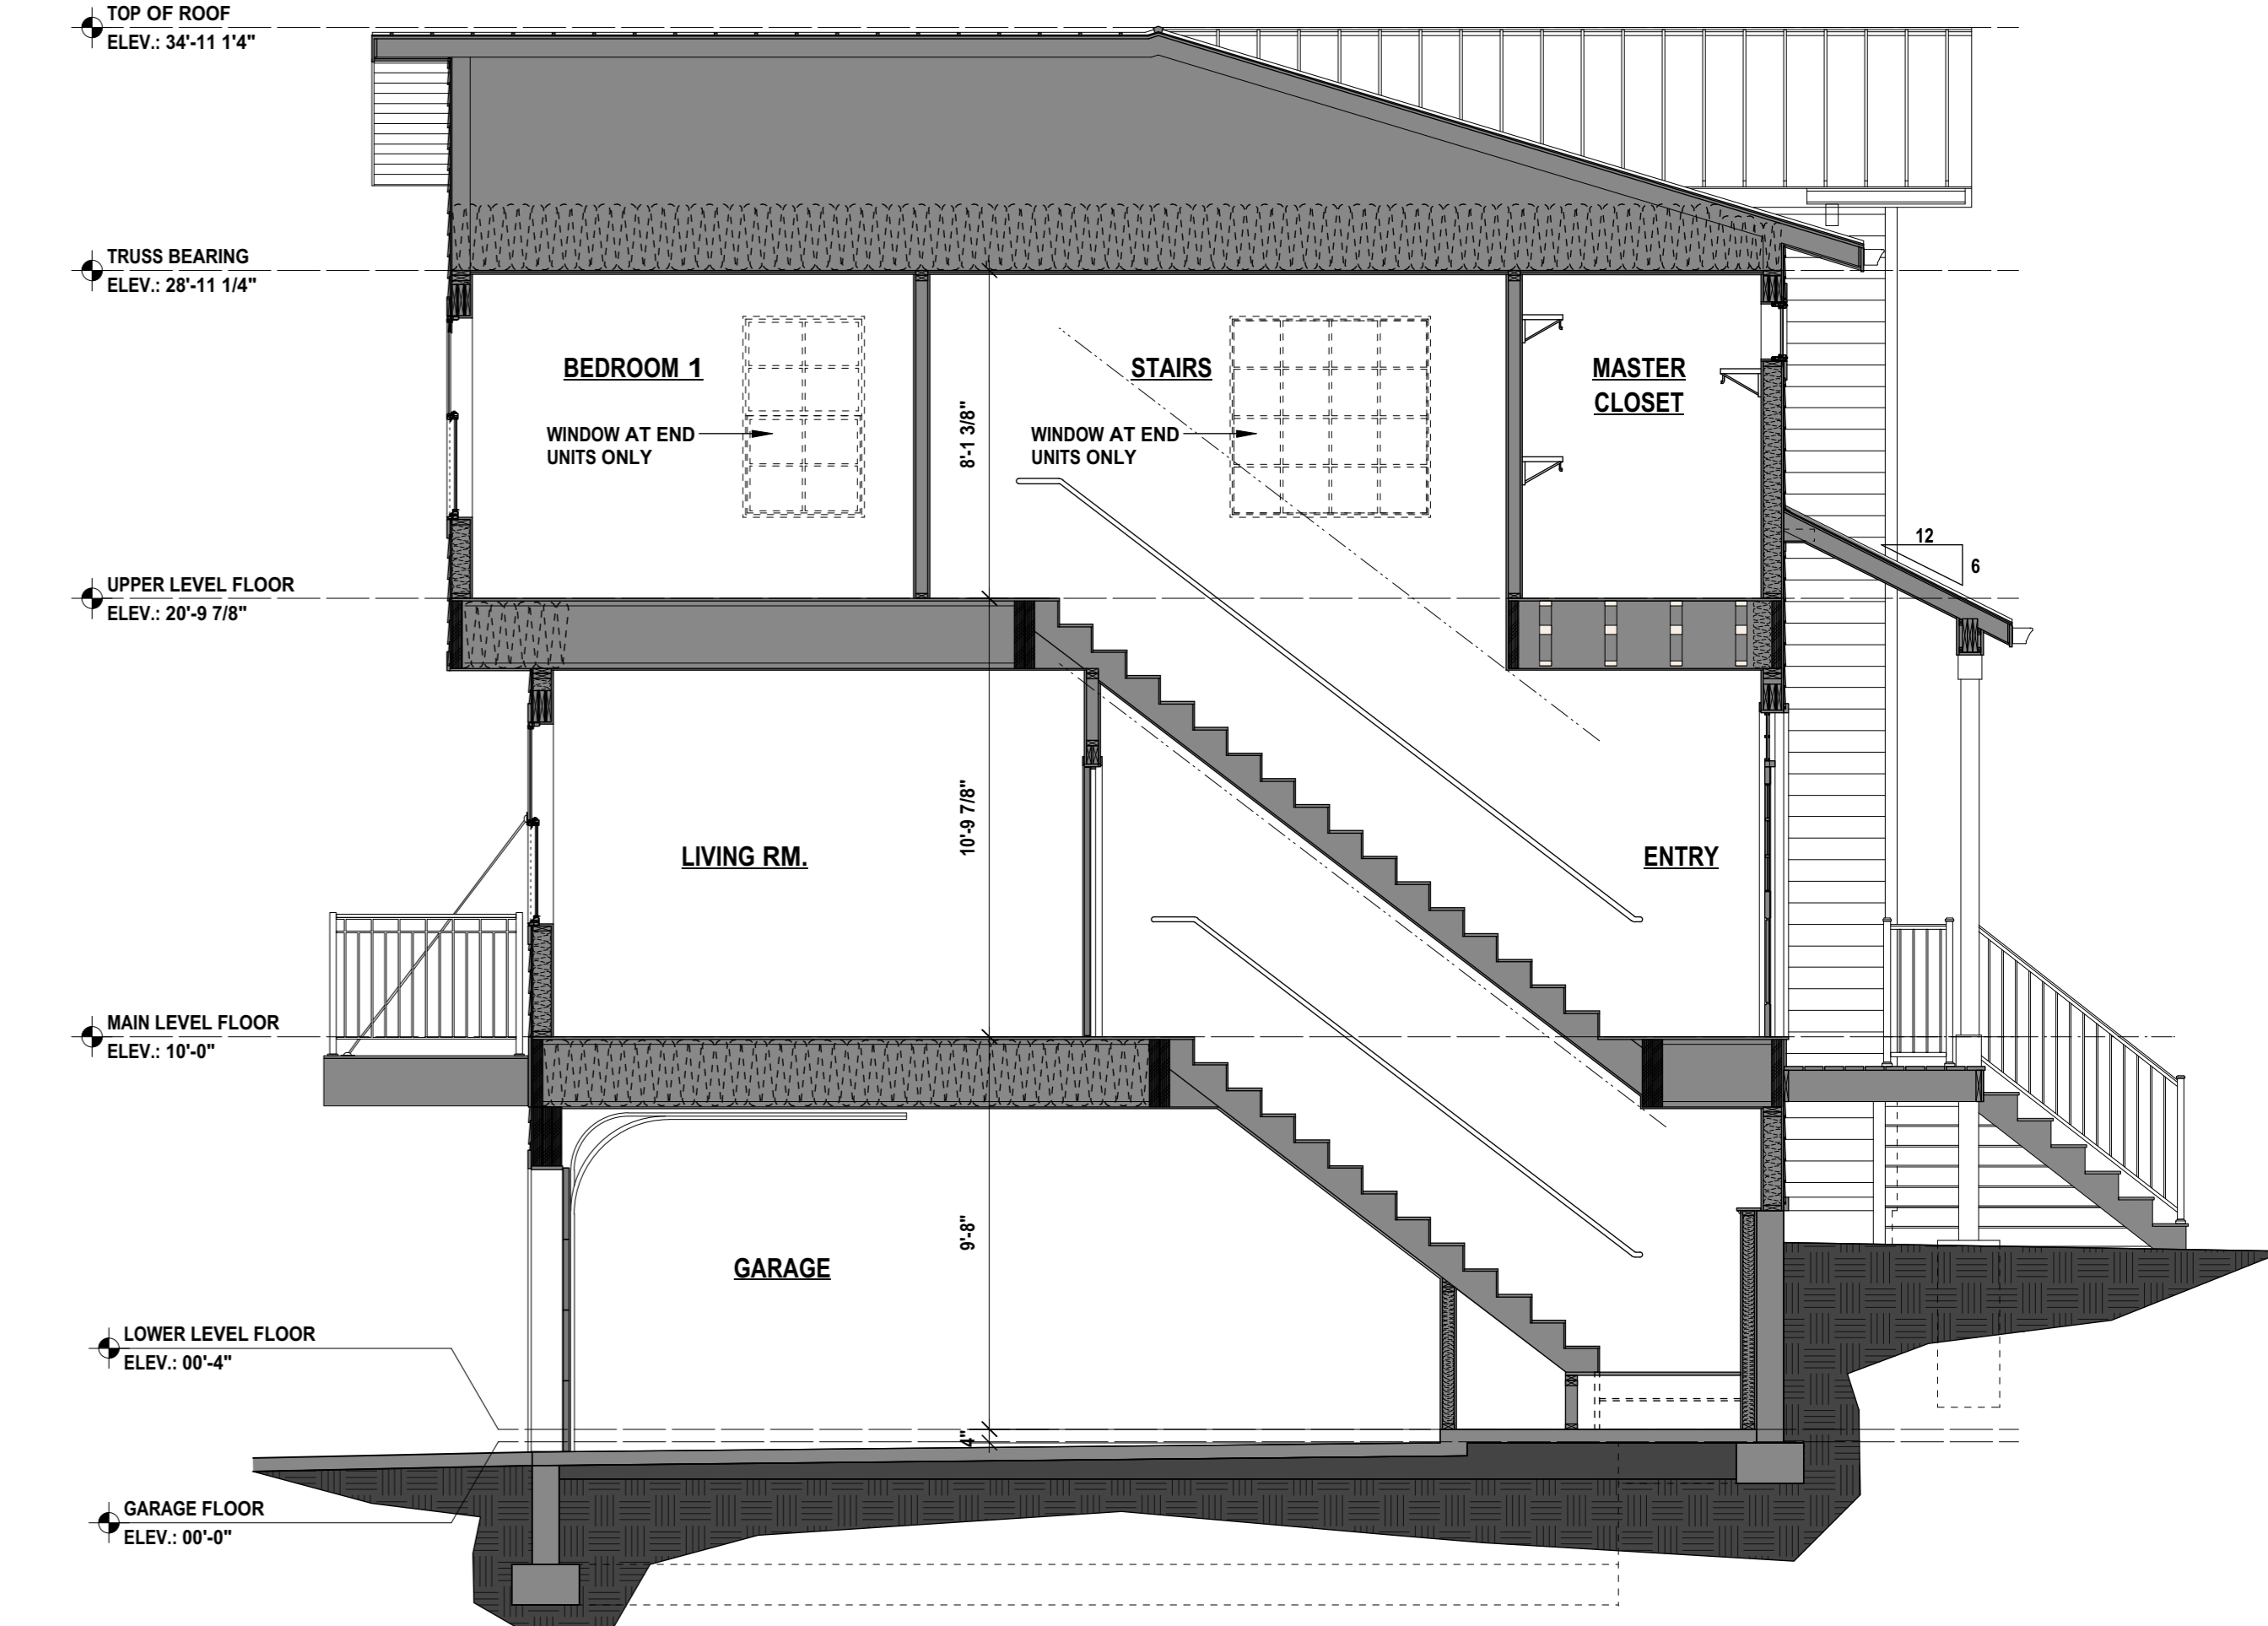 TOP OF ROOF
ELEV.: 34'-11 1'4"
TRUSS BEARING
ELEV.: 28'-11 1/4"
BEDROOM 1
STAIRS
MASTER
CLOSET
WINDOW AT END
UNITS ONLY
8'-1 3/8"
WINDOW AT END
UNITS ONLY
12
6
UPPER LEVEL FLOOR
ELEV.: 20'-9 7/8"
10'-9 7/8"
LIVING RM.
ENTRY
MAIN LEVEL FLOOR
ELEV.: 10'-0"
9'-8"
GARAGE
LOWER LEVEL FLOOR
ELEV.: 00'-4"
4"
GARAGE FLOOR
ELEV.: 00'-0"